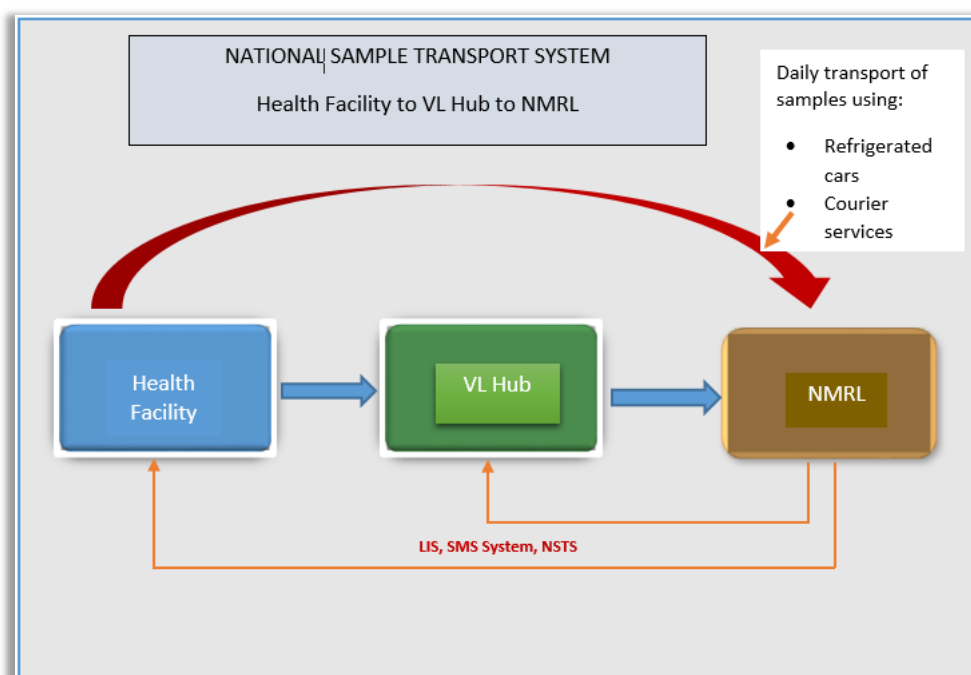 NATIONAL SAMPLE TRANSPORT SYSTEM
Health Facility to VL Hub to NMRL
Daily transport of
samples using:
• Refrigerated
cars
• Courier
services
Health
Facility
VL Hub
NMRL
LIS, SMS System, NSTS